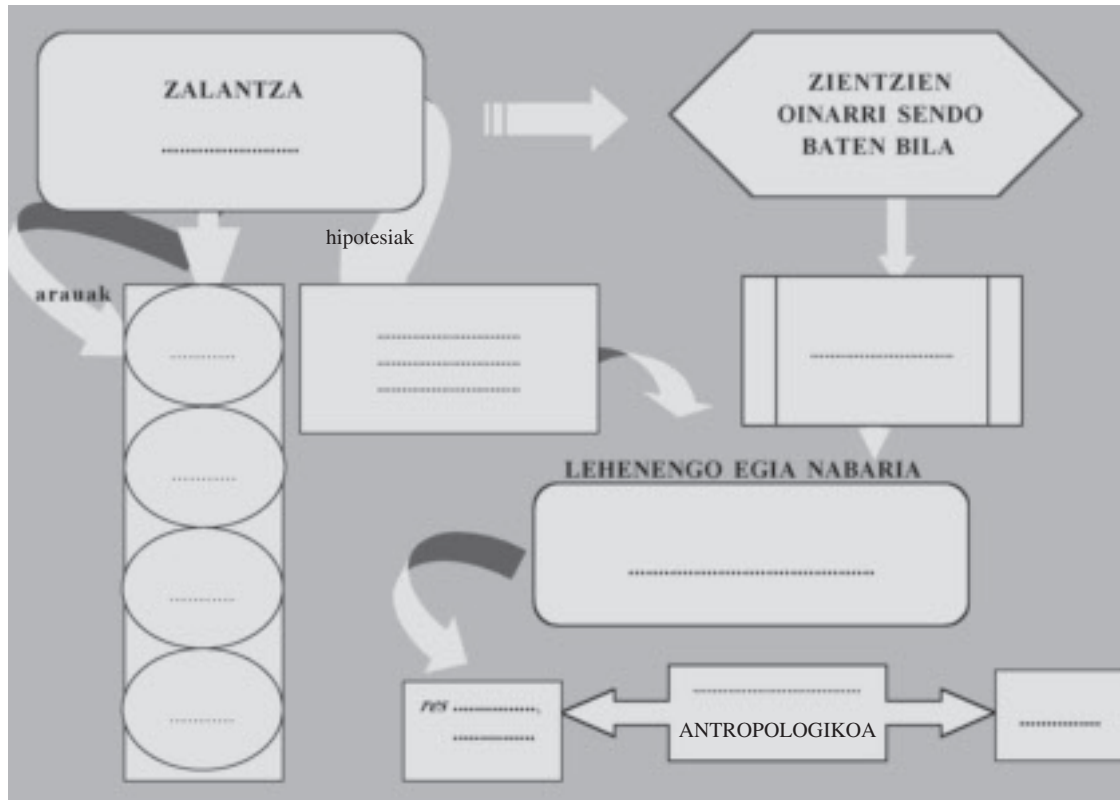 ZALANTZA
ZIENTZIEN
OINARRI SENDO
BATEN BILA
hipotesiak
arauak
LEHENENGO EGIA NABARIA
res
ANTROPOLOGIKOA